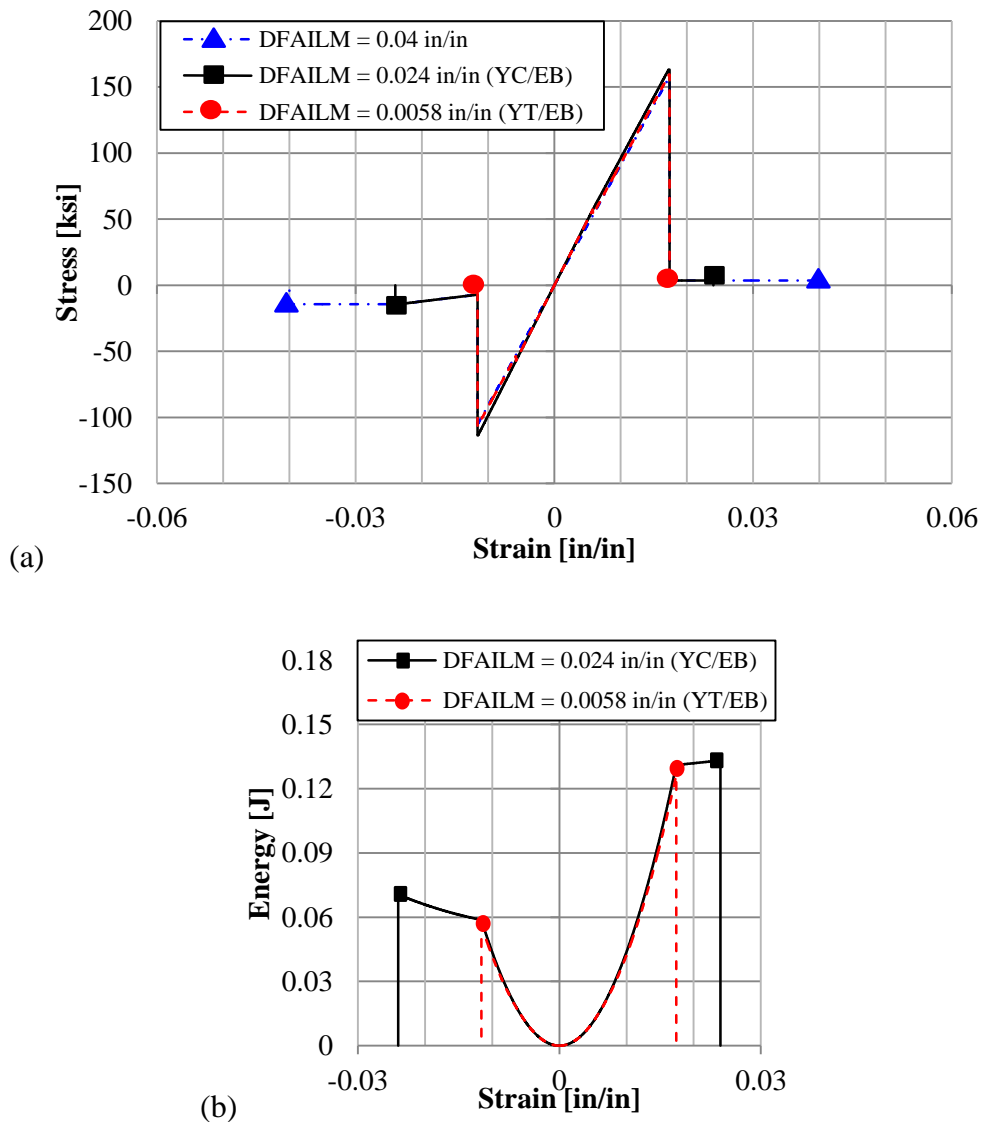 200
150
100
50
0
-50
-100
-150
Stress [ksi]
DFAILM = 0.04 in/in
DFAILM = 0.024 in/in (YC/EB)
DFAILM = 0.0058 in/in (YT/EB)
-0.06 -0.03 0 0.03 0.06
Strain [in/in]
(a)
DFAILM = 0.024 in/in (YC/EB)
DFAILM = 0.0058 in/in (YT/EB)
0.18
0.15
0.12
0.09
0.06
0.03
0
Energy [J]
-0.03 0 0.03
Strain [in/in]
(b)